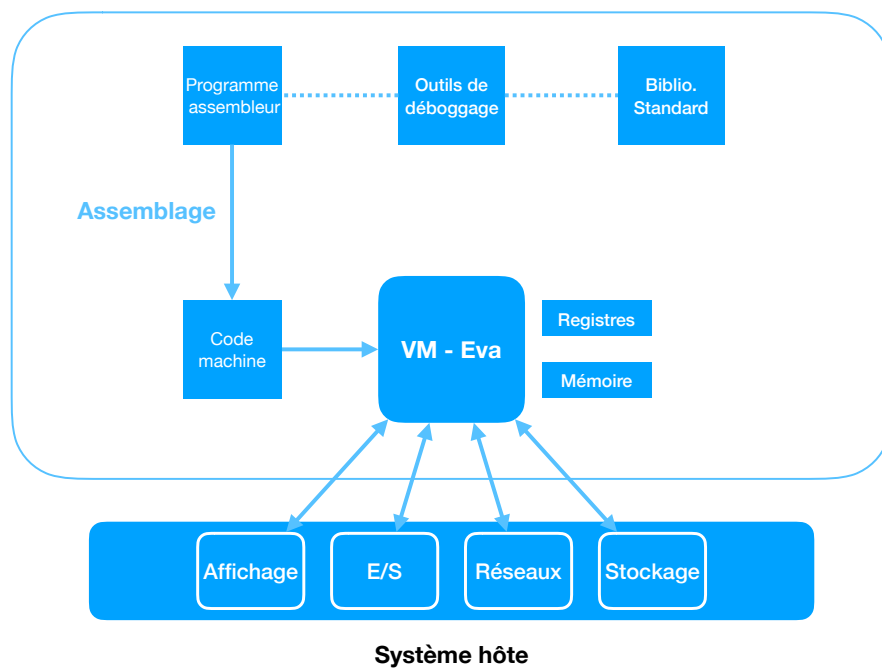 Programme
assembleur
Outils de
déboggage
Biblio.
Standard
Assemblage
Code
machine
VM - Eva
Registres
Mémoire
Affichage
E/S
Réseaux
Stockage
Système hôte